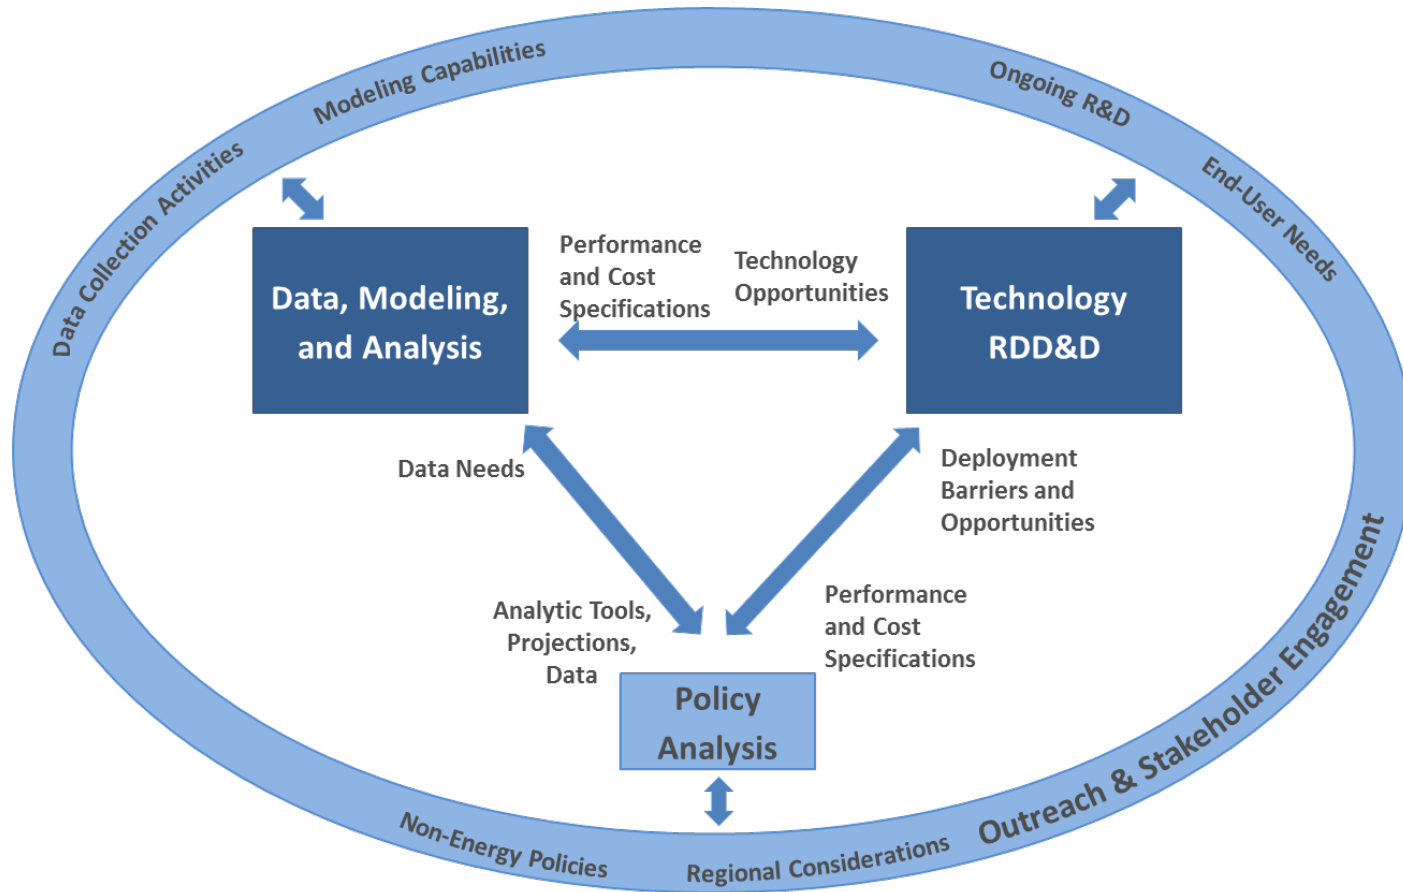 Modeling Capabilities
Ongoing R&D
Data Collection Activities
End-User Needs
Data, Modeling,
and Analysis
Performance
and Cost
Specifications
Technology
Opportunities
Technology
RDD&D
Data Needs
Deployment
Barriers and
Opportunities
Analytic Tools,
Projections,
Data
Performance
and Cost
Specifications
Policy
Analysis
Outreach & Stakeholder Engagement
Non-Energy Policies
Regional Considerations